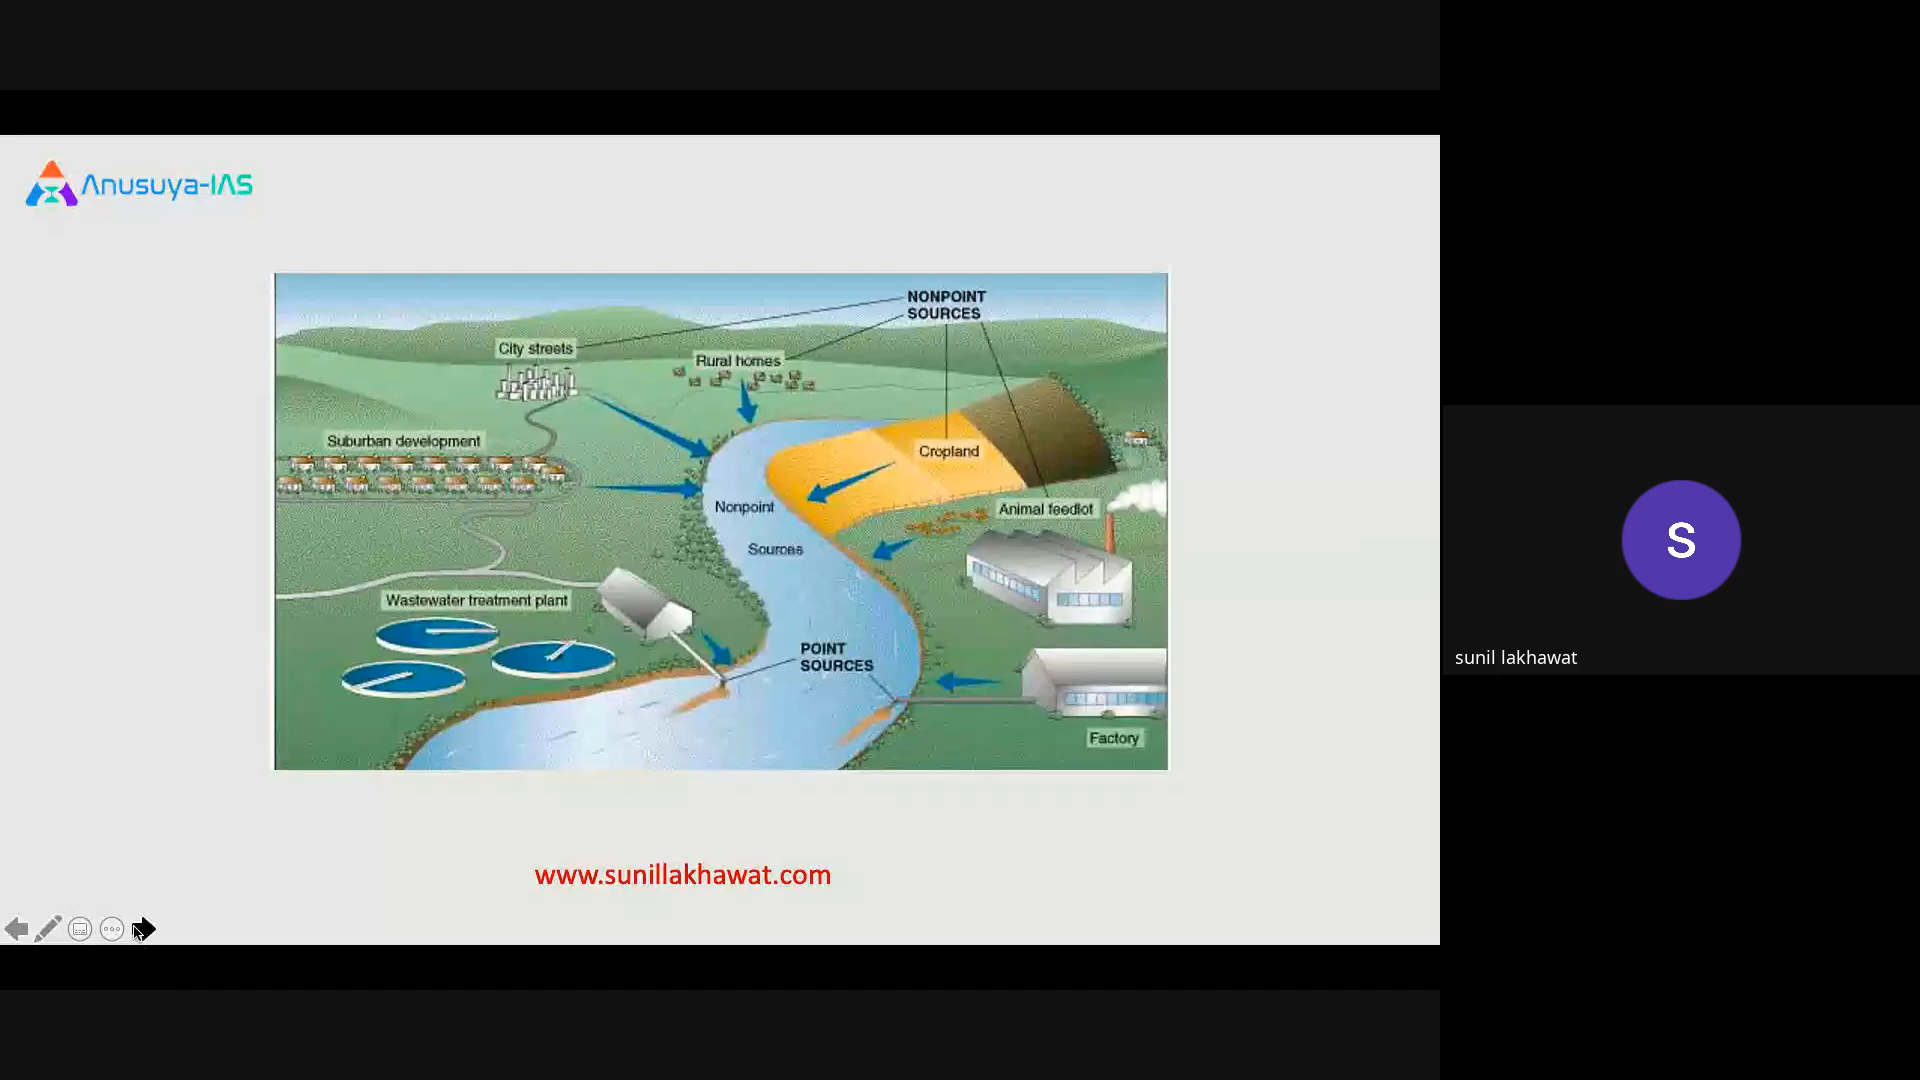 Anusuya-IAS
NONPOINT
SOURCES
City streets
Rural homes
Suburban development
Cropland
Nonpoint
Animal feedlot
Sources
Wastewater treatment plant
POINT
SOURCES
Factory
www.sunillakhawat.com
S
sunil lakhawat